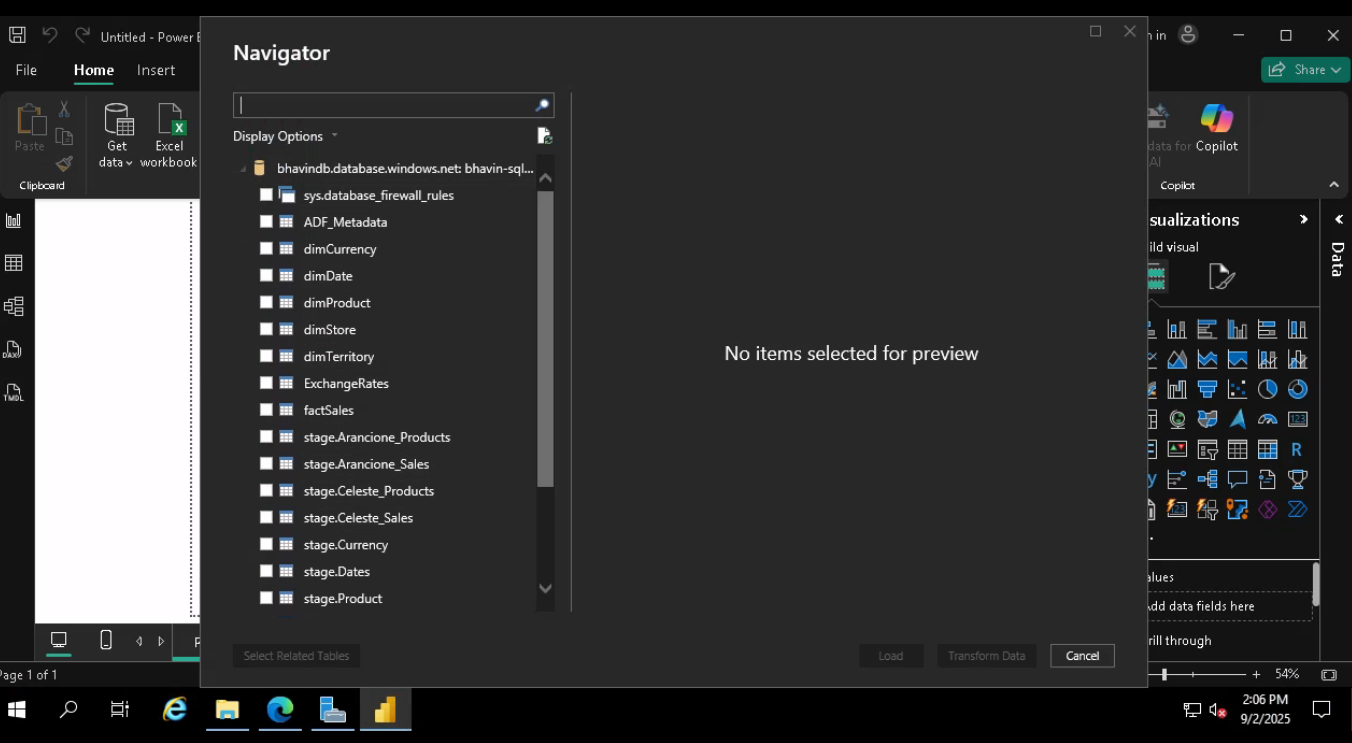 Untitled - Power
Navigator
in
File Home Insert
Share
Display Options
Paste
Get data
Excel workbook
data for
AI
Copilot
Clipboard
Copilot
bhavindb.database.windows.net: bhavin-sql...
sys.database_firewall_rules
ADF_Metadata
dimCurrency
dimDate
dimProduct
dimStore
dimTerritory
ExchangeRates
factSales
stage.Arancione_Products
stage.Arancione_Sales
stage.Celeste_Products
stage.Celeste_Sales
stage.Currency
stage.Dates
stage.Product
No items selected for preview
sualizations
ild visual
Data
DAX
TMDL
123
R
y
123
alues
Add data fields here
rill through
Select Related Tables
Load Transform Data Cancel
Page 1 of 1
54%
2:06 PM
9/2/2025